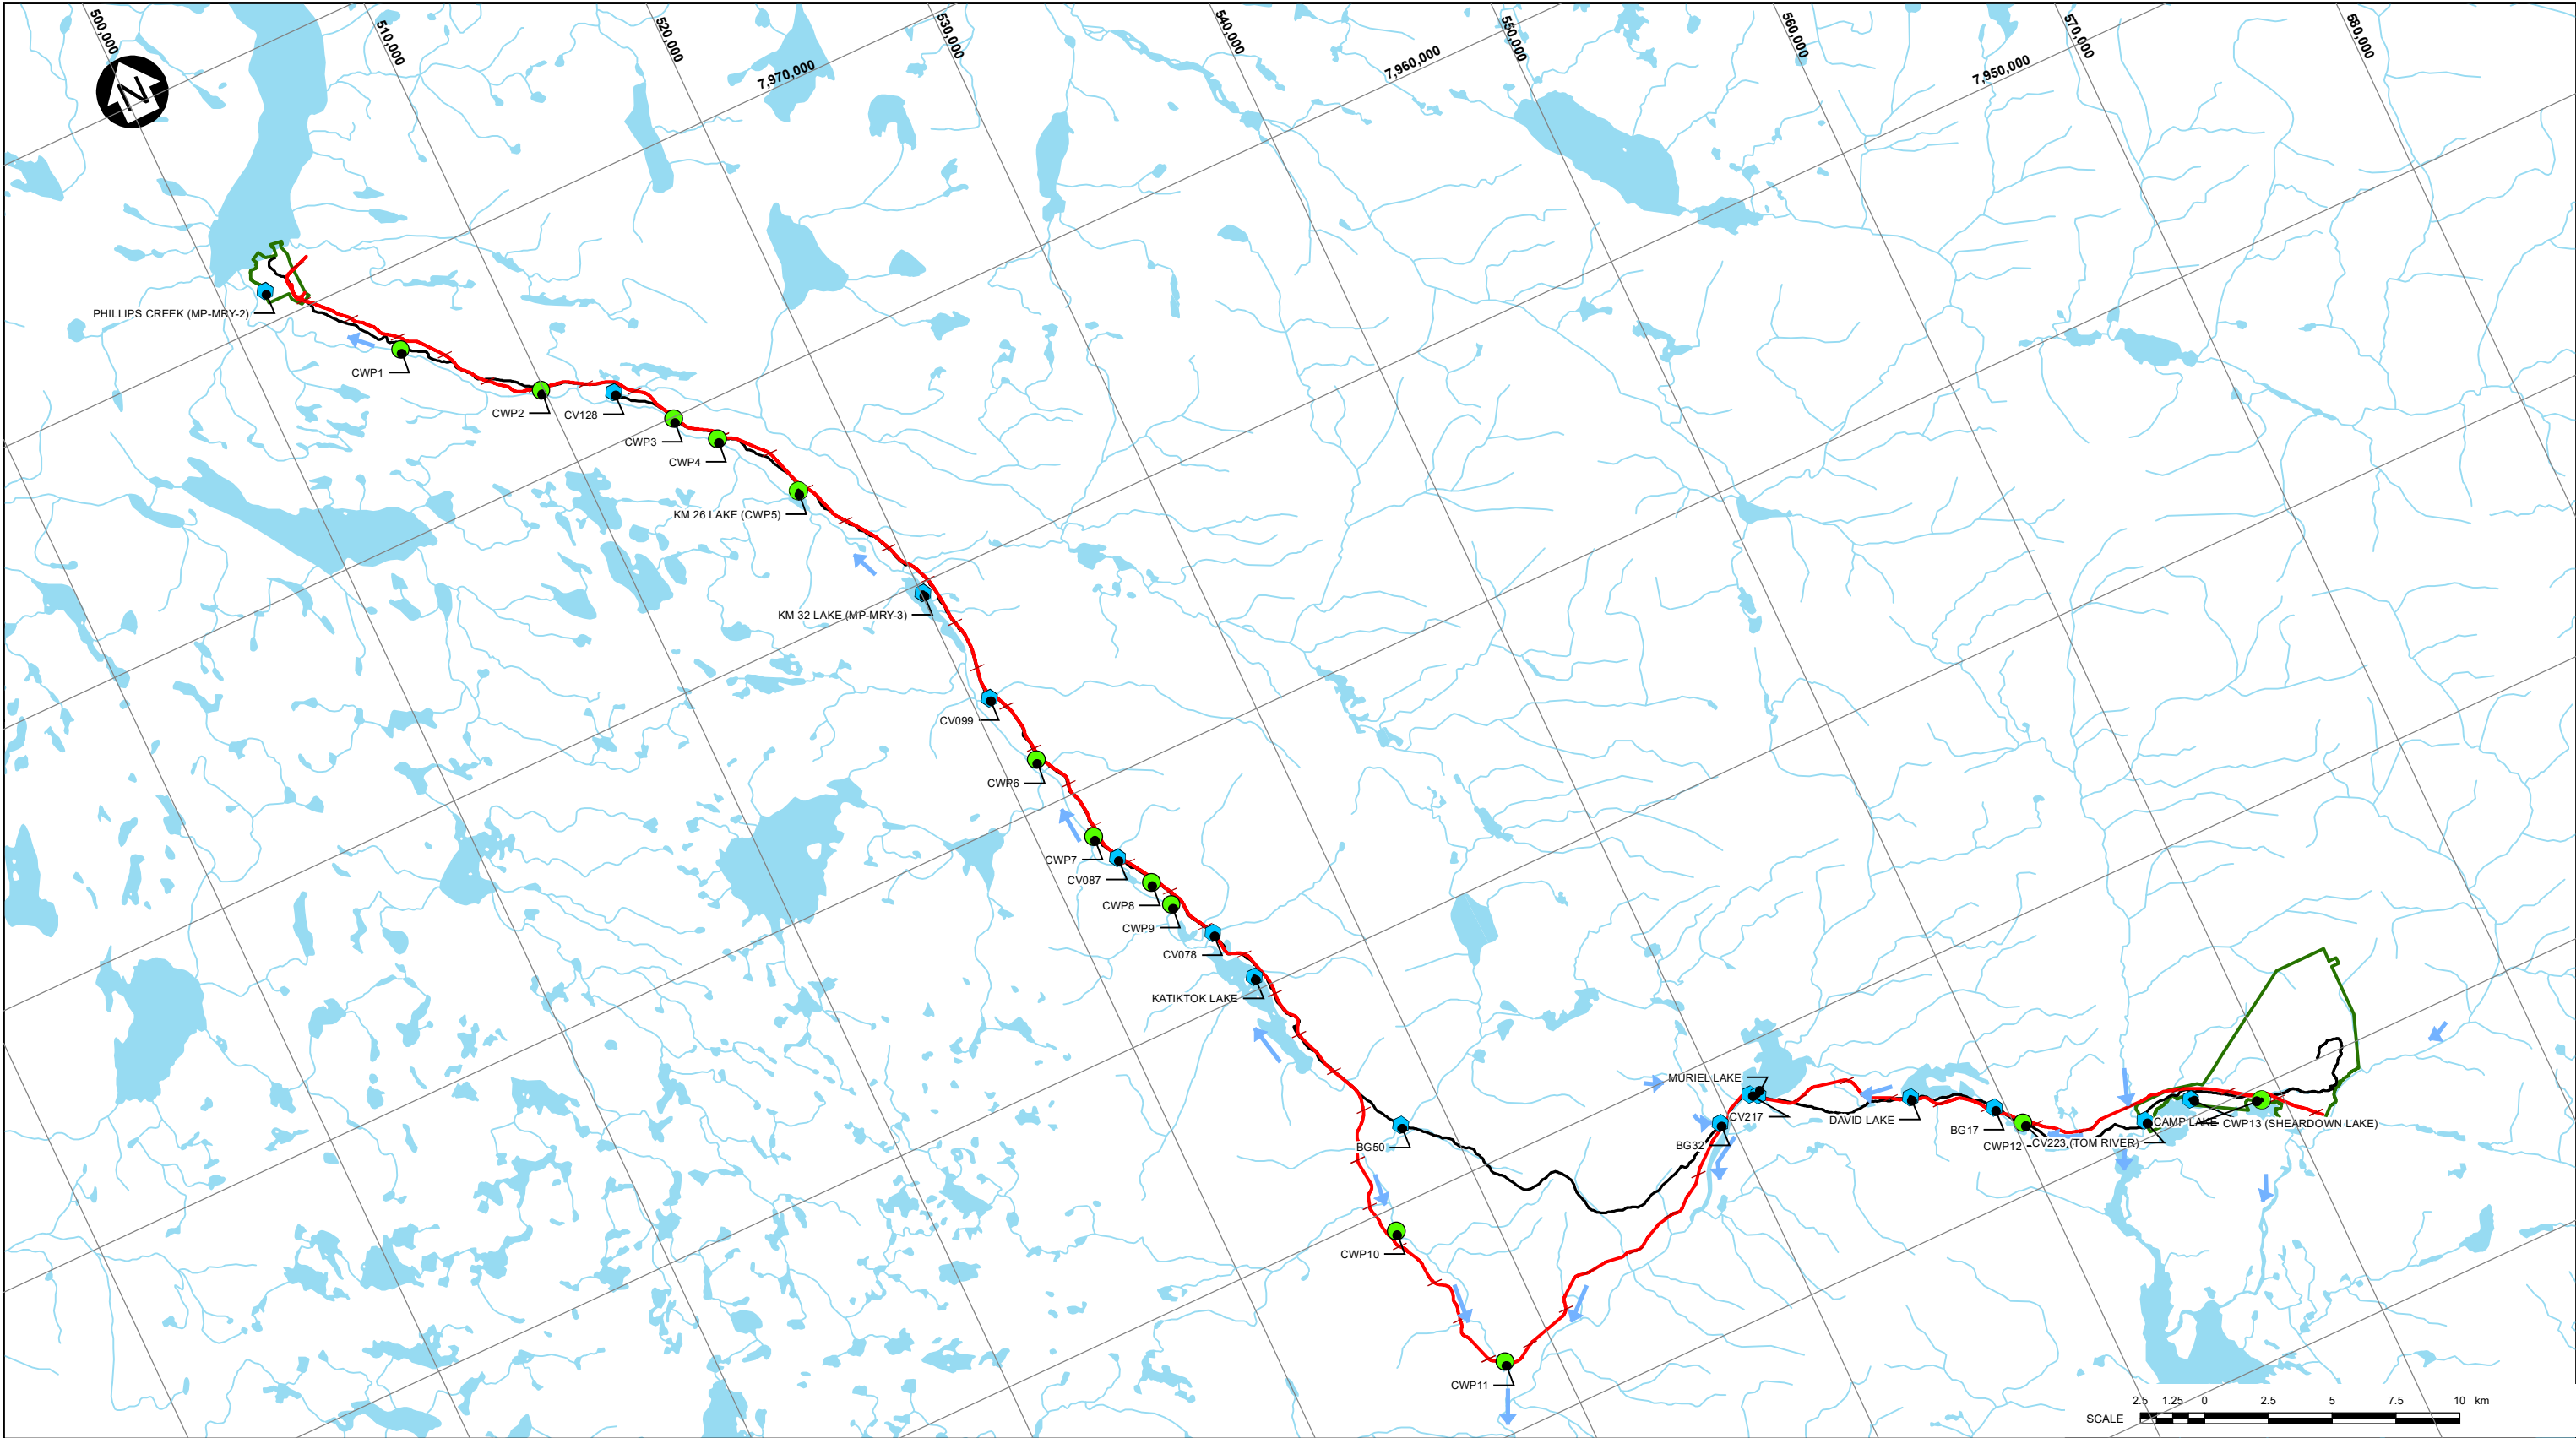 500,000
510,000
520,000
530,000
540,000
550,000
560,000
570,000
580,000
7,970,000
7,960,000
7,950,000
N
PHILLIPS CREEK (MP-MRY-2)
CWP1
CWP2
CV128
CWP3
CWP4
KM 26 LAKE (CWP5)
KM 32 LAKE (MP-MRY-3)
CV099
CWP6
CWP7
CV087
CWP8
CWP9
CV078
KATIKTOK LAKE
BG50
MURIEL LAKE
CV217
BG32
DAVID LAKE
BG17
CWP12
CV223 (TOM RIVER)
CAMP LAKE
CWP13 (SHEARDOWN LAKE)
CWP10
CWP11
2.5 1.25 0 2.5 5 7.5 10 km
SCALE